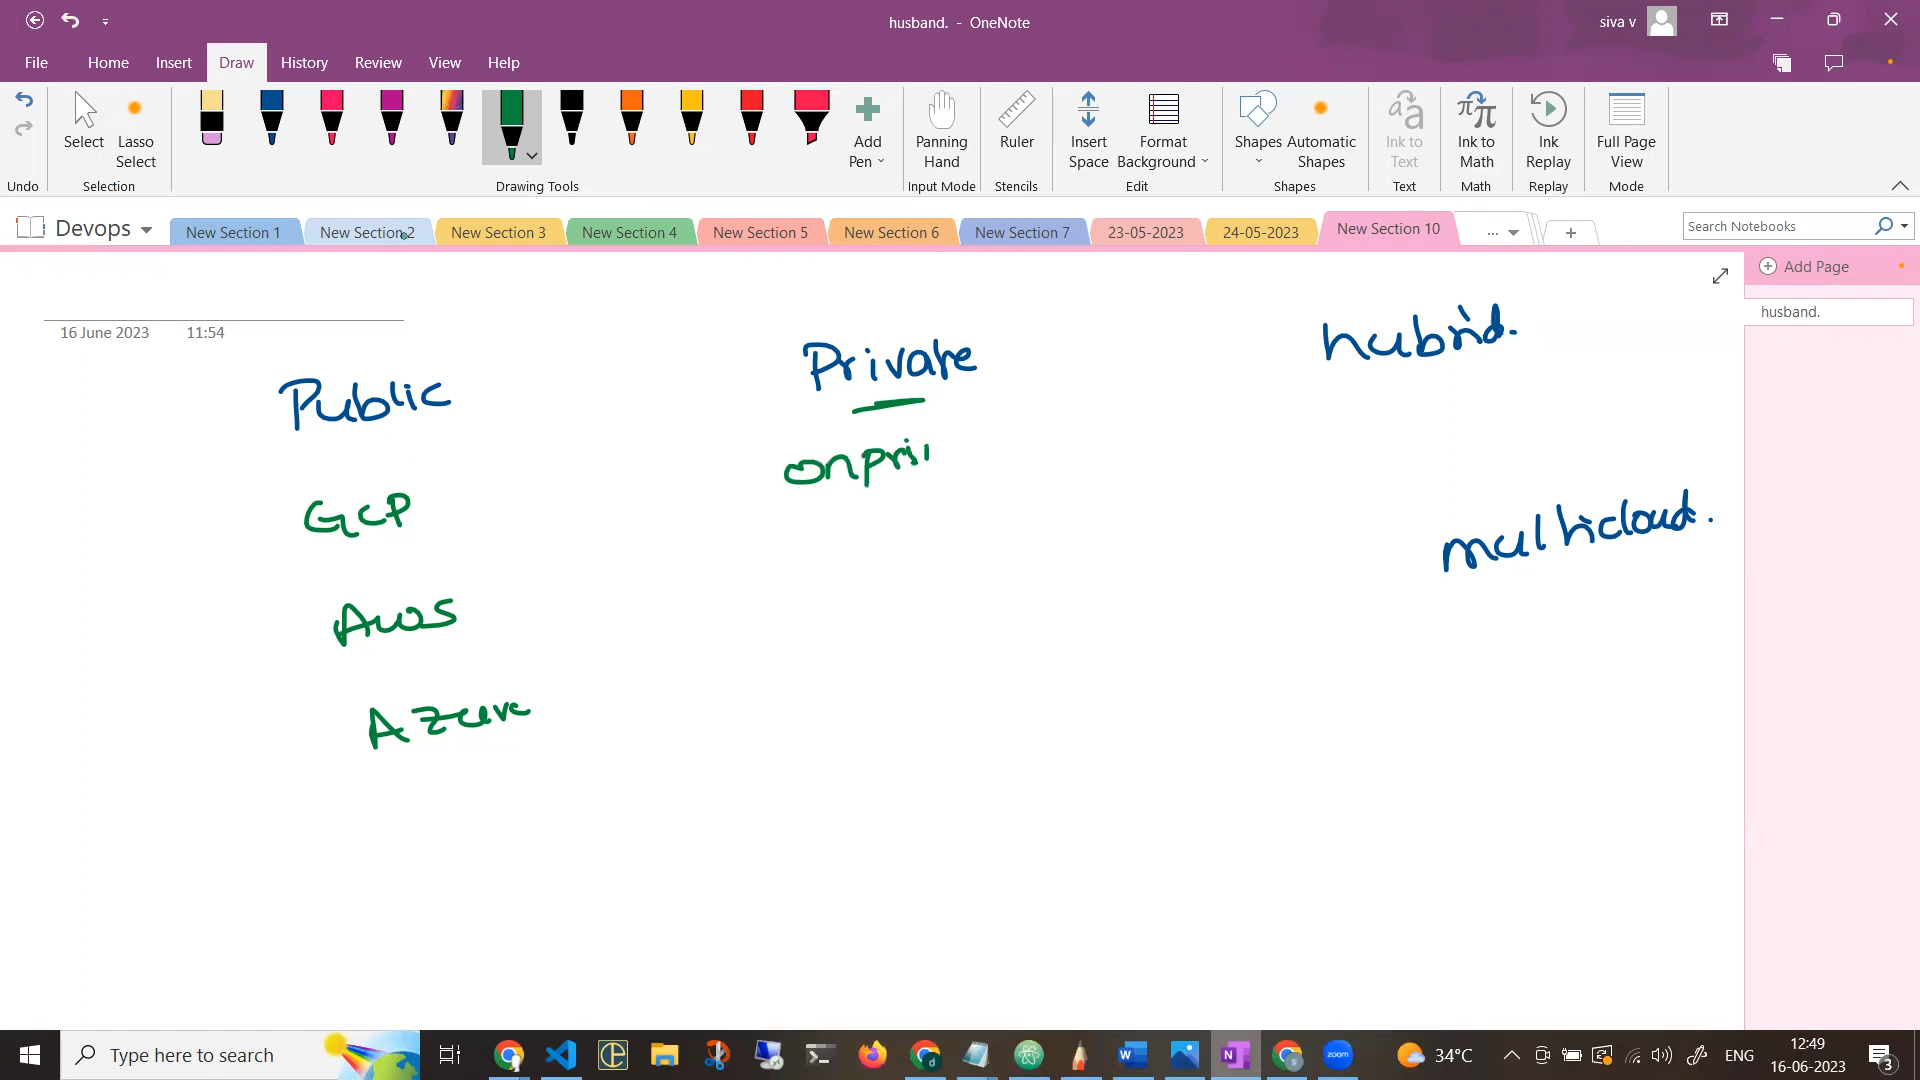 husband. - OneNote
siva v
File Home Insert Draw History Review View Help
Select
Lasso Select
Add Pen
Panning Hand
Ruler
Insert Space
Format Background
Shapes
Automatic Shapes
Ink to Text
Ink to Math
Ink Replay
Full Page View
Undo Selection Drawing Tools Input Mode Stencils Edit Shapes Text Math Replay Mode
Devops New Section 1 New Section 2 New Section 3 New Section 4 New Section 5 New Section 6 New Section 7 23-05-2023 24-05-2023 New Section 10 ... Search Notebooks
Add Page
husband.
16 June 2023 11:54
Public
GCP
Aws
Azure
Private
onpri
hubrid.
multicloud.
Type here to search
zoom
34°C
ENG
12:49
16-06-2023
3